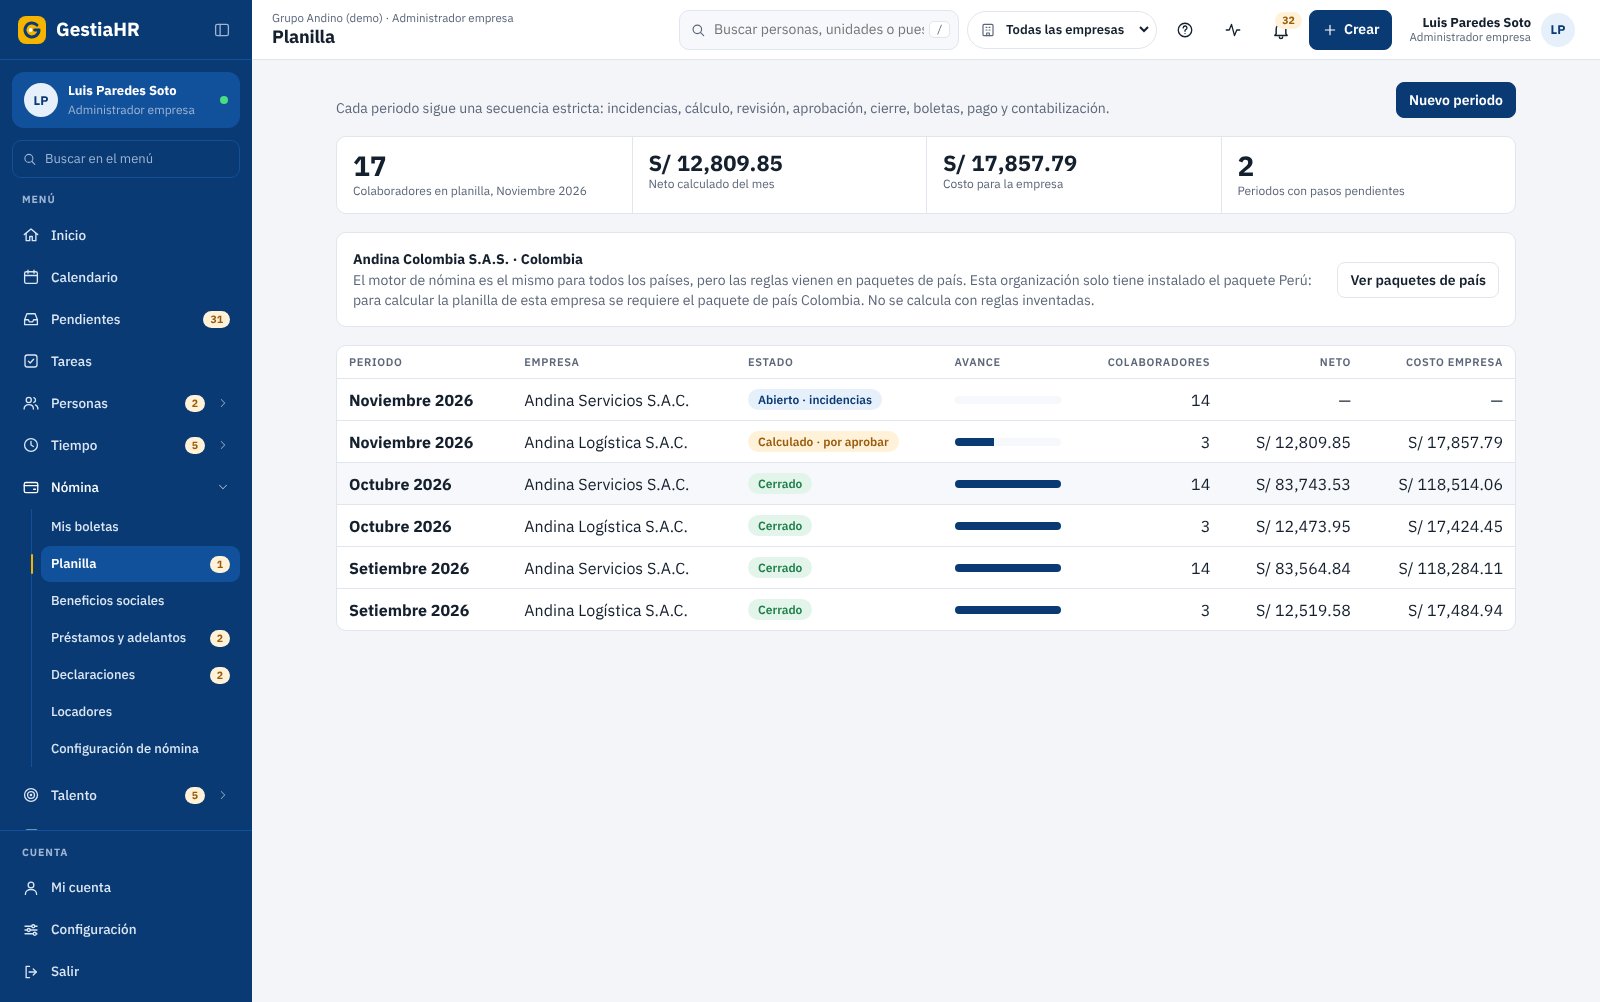 GestiaHR
LP
Luis Paredes Soto
Administrador empresa
Buscar en el menú
MENÚ
Inicio
Calendario
Pendientes 31
Tareas
Personas 2
Tiempo 5
Nómina
Mis boletas
Planilla 1
Beneficios sociales
Préstamos y adelantos 2
Declaraciones 2
Locadores
Configuración de nómina
Talento 5
CUENTA
Mi cuenta
Configuración
Salir
Grupo Andino (demo) · Administrador empresa
Planilla
Buscar personas, unidades o pues /
Todas las empresas
32
+ Crear
Luis Paredes Soto
Administrador empresa
LP
Cada periodo sigue una secuencia estricta: incidencias, cálculo, revisión, aprobación, cierre, boletas, pago y contabilización.
Nuevo periodo
17
Colaboradores en planilla, Noviembre 2026
S/ 12,809.85
Neto calculado del mes
S/ 17,857.79
Costo para la empresa
2
Periodos con pasos pendientes
Andina Colombia S.A.S. · Colombia
El motor de nómina es el mismo para todos los países, pero las reglas vienen en paquetes de país. Esta organización solo tiene instalado el paquete Perú:
para calcular la planilla de esta empresa se requiere el paquete de país Colombia. No se calcula con reglas inventadas.
Ver paquetes de país
PERIODO EMPRESA ESTADO AVANCE COLABORADORES NETO COSTO EMPRESA
Noviembre 2026 Andina Servicios S.A.C. Abierto · incidencias 14 — —
Noviembre 2026 Andina Logística S.A.C. Calculado · por aprobar 3 S/ 12,809.85 S/ 17,857.79
Octubre 2026 Andina Servicios S.A.C. Cerrado 14 S/ 83,743.53 S/ 118,514.06
Octubre 2026 Andina Logística S.A.C. Cerrado 3 S/ 12,473.95 S/ 17,424.45
Setiembre 2026 Andina Servicios S.A.C. Cerrado 14 S/ 83,564.84 S/ 118,284.11
Setiembre 2026 Andina Logística S.A.C. Cerrado 3 S/ 12,519.58 S/ 17,484.94